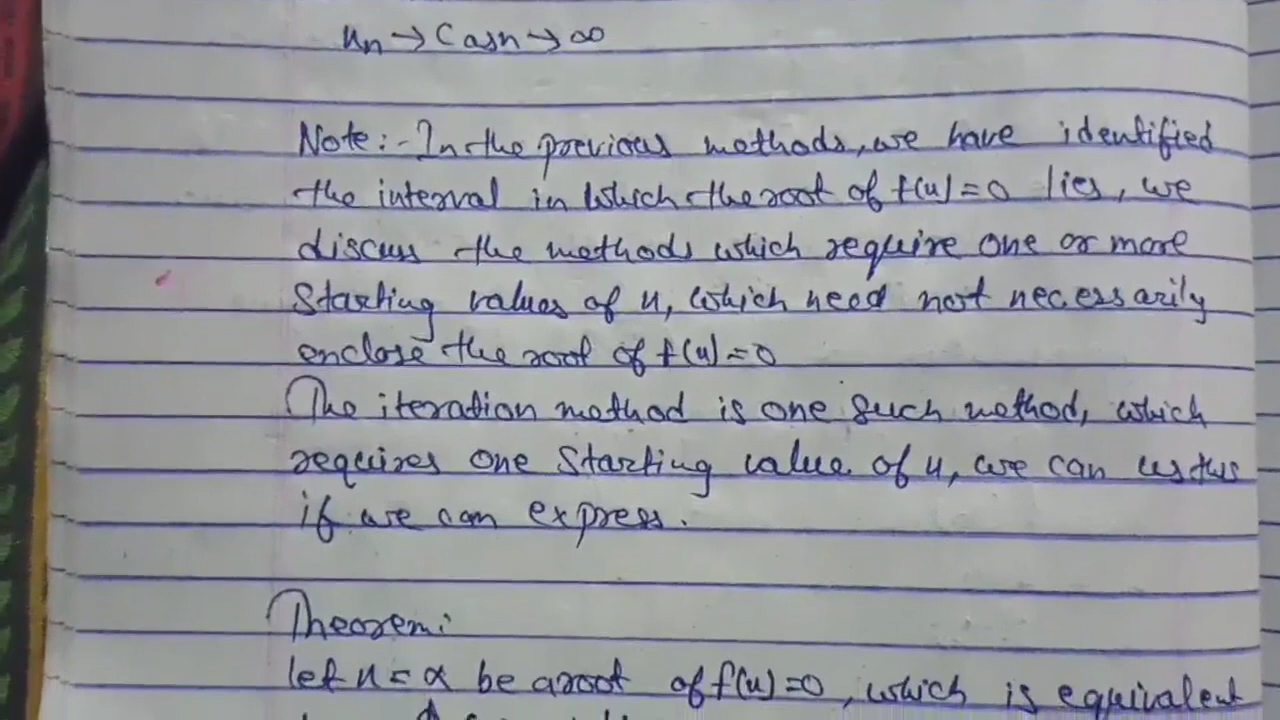 xn → c as n → ∞
Note:- In the previous methods, we have identified
the interval in which the root of f(x)=0 lies, we
discuss the methods which require one or more
starting values of x, which need not necessarily
enclose the root of f(x)=0
The iteration method is one such method, which
requires one starting value of x, we can us this
if we can express.
Theorem:
let x = α be a root of f(x)=0, which is equivalent